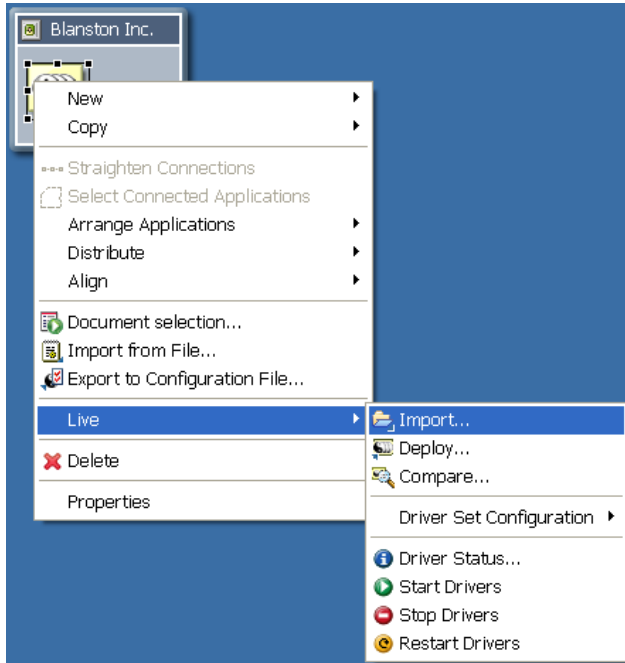 Blanston Inc.
New
Copy
Straighten Connections
Select Connected Applications
Arrange Applications
Distribute
Align
Document selection...
Import from File...
Export to Configuration File...
Live
Delete
Properties
Import...
Deploy...
Compare...
Driver Set Configuration
Driver Status...
Start Drivers
Stop Drivers
Restart Drivers